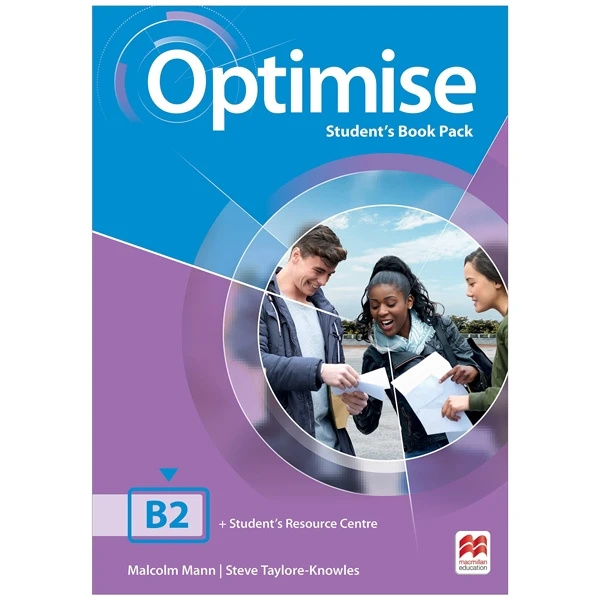 Optimise
Student's Book Pack
B2
+ Student's Resource Centre
Malcolm Mann | Steve Taylore-Knowles
macmillan
education